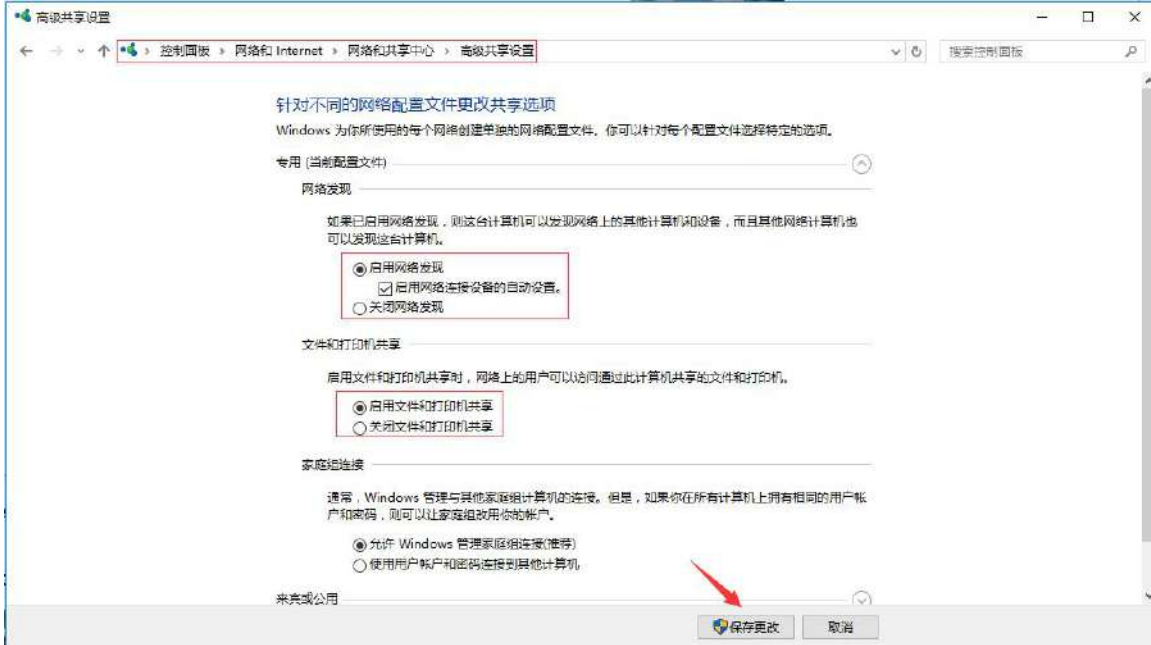 高级共享设置
控制面板 › 网络和 Internet › 网络和共享中心 › 高级共享设置
搜索控制面板
针对不同的网络配置文件更改共享选项
Windows 为你所使用的每个网络创建单独的网络配置文件。你可以针对每个配置文件选择特定的选项。
专用 (当前配置文件)
网络发现
如果已启用网络发现，则这台计算机可以发现网络上的其他计算机和设备，而且其他网络计算机也
可以发现这台计算机。
启用网络发现
启用网络连接设备的自动设置。
关闭网络发现
文件和打印机共享
启用文件和打印机共享时，网络上的用户可以访问通过此计算机共享的文件和打印机。
启用文件和打印机共享
关闭文件和打印机共享
家庭组连接
通常，Windows 管理与其他家庭组计算机的连接。但是，如果你在所有计算机上拥有相同的用户帐
户和密码，则可以让家庭组改用你的帐户。
允许 Windows 管理家庭组连接(推荐)
使用用户帐户和密码连接到其他计算机
来宾或公用
保存更改
取消